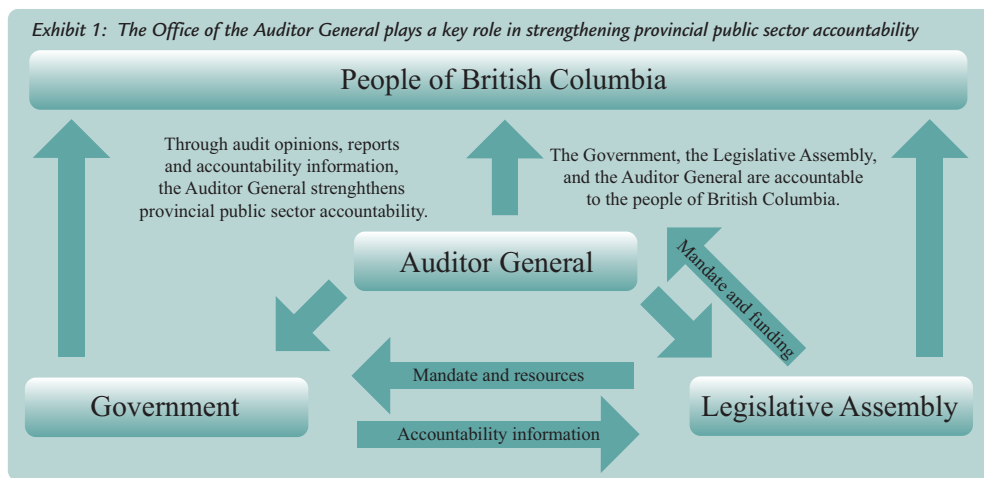 Exhibit 1: The Office of the Auditor General plays a key role in strengthening provincial public sector accountability
People of British Columbia
Through audit opinions, reports
and accountability information,
the Auditor General strenghthens
provincial public sector accountability.
The Government, the Legislative Assembly,
and the Auditor General are accountable
to the people of British Columbia.
Auditor General
Mandate and funding
Mandate and resources
Government
Legislative Assembly
Accountability information